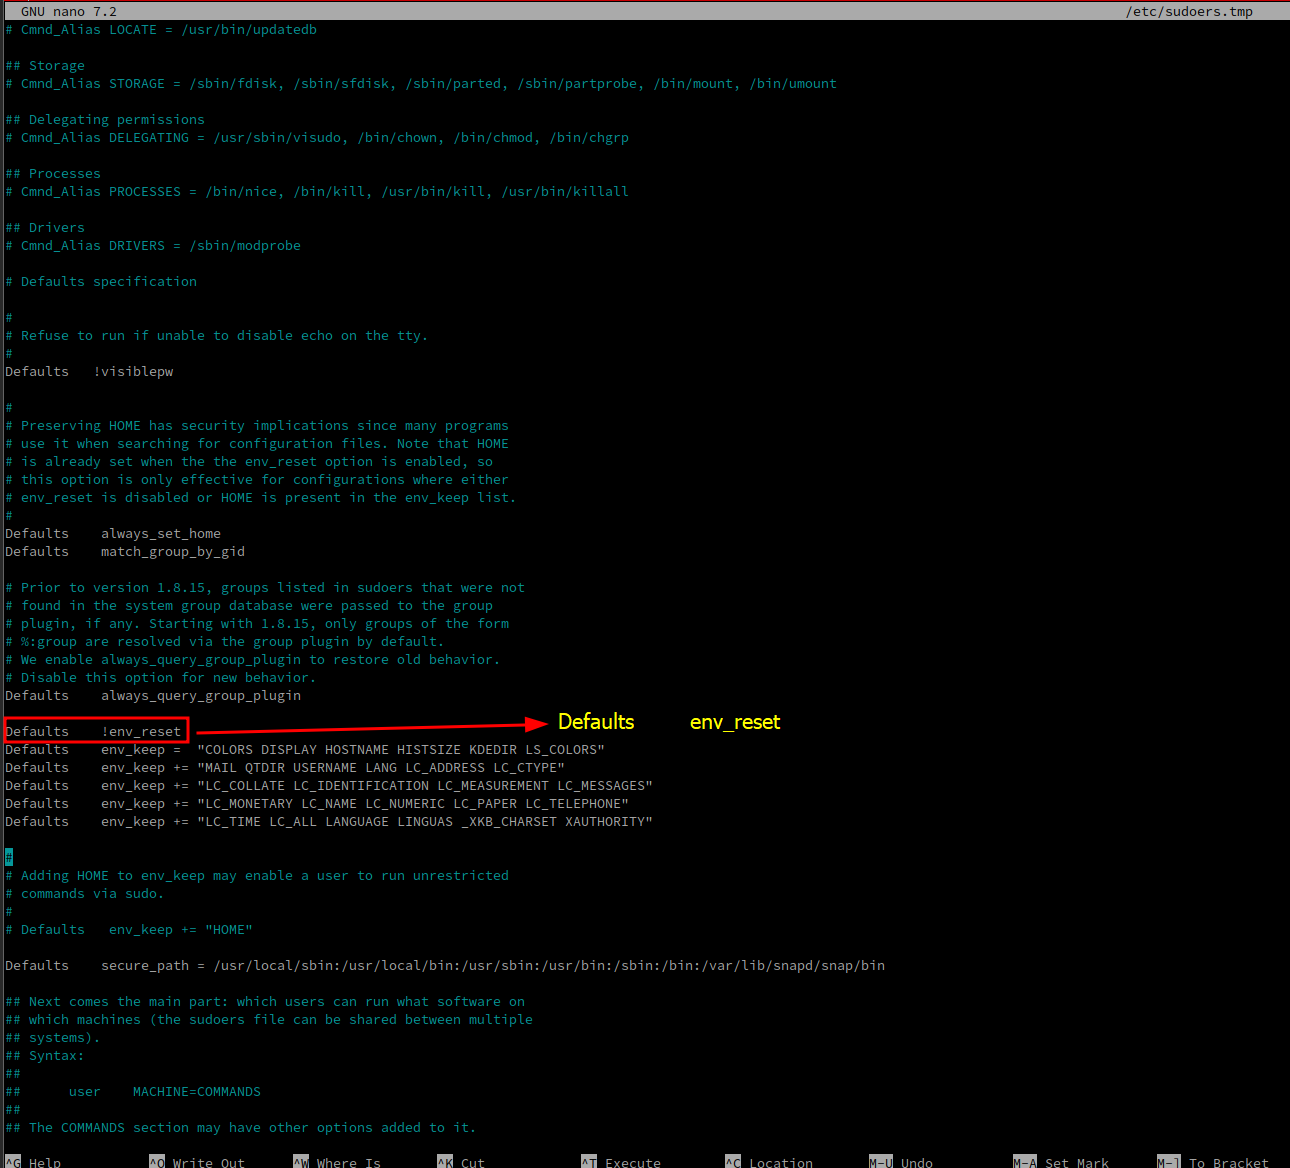 GNU nano 7.2 /etc/sudoers.tmp
# Cmnd_Alias LOCATE = /usr/bin/updatedb
## Storage
# Cmnd_Alias STORAGE = /sbin/fdisk, /sbin/sfdisk, /sbin/parted, /sbin/partprobe, /bin/mount, /bin/umount
## Delegating permissions
# Cmnd_Alias DELEGATING = /usr/sbin/visudo, /bin/chown, /bin/chmod, /bin/chgrp
## Processes
# Cmnd_Alias PROCESSES = /bin/nice, /bin/kill, /usr/bin/kill, /usr/bin/killall
## Drivers
# Cmnd_Alias DRIVERS = /sbin/modprobe
# Defaults specification
#
# Refuse to run if unable to disable echo on the tty.
#
Defaults   !visiblepw
#
# Preserving HOME has security implications since many programs
# use it when searching for configuration files. Note that HOME
# is already set when the the env_reset option is enabled, so
# this option is only effective for configurations where either
# env_reset is disabled or HOME is present in the env_keep list.
#
Defaults    always_set_home
Defaults    match_group_by_gid
# Prior to version 1.8.15, groups listed in sudoers that were not
# found in the system group database were passed to the group
# plugin, if any. Starting with 1.8.15, only groups of the form
# %:group are resolved via the group plugin by default.
# We enable always_query_group_plugin to restore old behavior.
# Disable this option for new behavior.
Defaults    always_query_group_plugin
Defaults    !env_reset Defaults env_reset
Defaults    env_keep =  "COLORS DISPLAY HOSTNAME HISTSIZE KDEDIR LS_COLORS"
Defaults    env_keep += "MAIL QTDIR USERNAME LANG LC_ADDRESS LC_CTYPE"
Defaults    env_keep += "LC_COLLATE LC_IDENTIFICATION LC_MEASUREMENT LC_MESSAGES"
Defaults    env_keep += "LC_MONETARY LC_NAME LC_NUMERIC LC_PAPER LC_TELEPHONE"
Defaults    env_keep += "LC_TIME LC_ALL LANGUAGE LINGUAS _XKB_CHARSET XAUTHORITY"
#
# Adding HOME to env_keep may enable a user to run unrestricted
# commands via sudo.
#
# Defaults   env_keep += "HOME"
Defaults    secure_path = /usr/local/sbin:/usr/local/bin:/usr/sbin:/usr/bin:/sbin:/bin:/var/lib/snapd/snap/bin
## Next comes the main part: which users can run what software on
## which machines (the sudoers file can be shared between multiple
## systems).
## Syntax:
##
##      user    MACHINE=COMMANDS
##
## The COMMANDS section may have other options added to it.
^G Help ^O Write Out ^W Where Is ^K Cut ^T Execute ^C Location M-U Undo M-A Set Mark M-] To Bracket